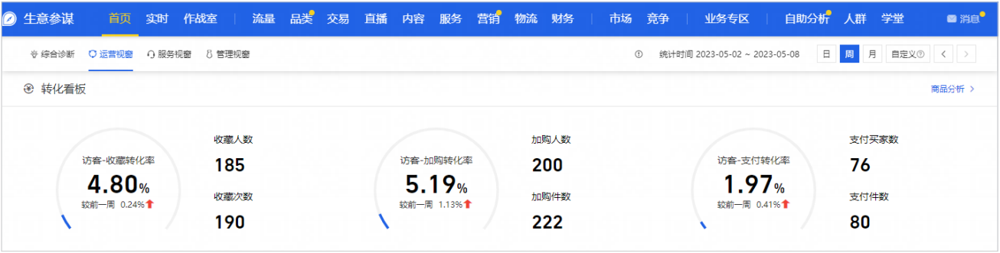 生意参谋 首页 实时 作战室 流量 品类 交易 直播 内容 服务 营销 物流 财务 市场 竞争 业务专区 自助分析 人群 学堂 消息
综合诊断 运营视窗 服务视窗 管理视窗 统计时间 2023-05-02 ~ 2023-05-08 日 周 月 自定义
转化看板 商品分析 >
访客-收藏转化率
4.80%
较前一周 0.24%
收藏人数
185
收藏次数
190
访客-加购转化率
5.19%
较前一周 1.13%
加购人数
200
加购件数
222
访客-支付转化率
1.97%
较前一周 0.41%
支付买家数
76
支付件数
80